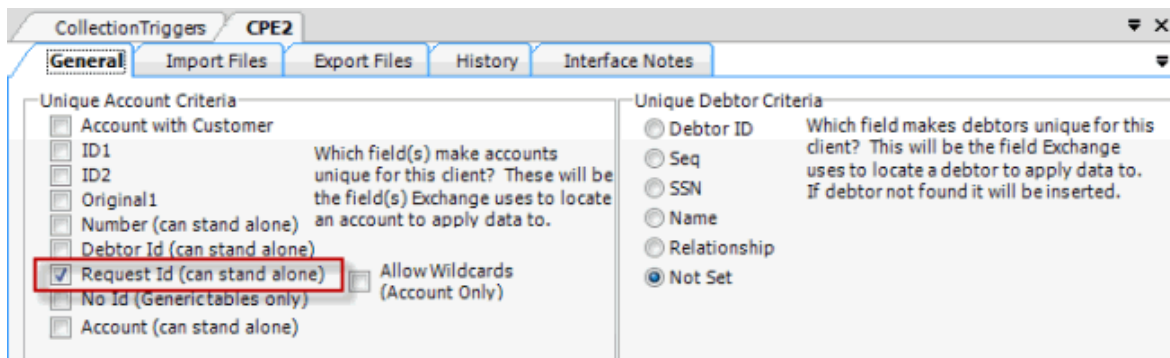 CollectionTriggers CPE2
General Import Files Export Files History Interface Notes
Unique Account Criteria
Account with Customer
ID1
ID2
Original1
Number (can stand alone)
Debtor Id (can stand alone)
Request Id (can stand alone)
No Id (Generic tables only)
Account (can stand alone)
Which field(s) make accounts
unique for this client? These will be
the field(s) Exchange uses to locate
an account to apply data to.
Allow Wildcards
(Account Only)
Unique Debtor Criteria
Debtor ID
Seq
SSN
Name
Relationship
Not Set
Which field makes debtors unique for this
client? This will be the field Exchange
uses to locate a debtor to apply data to.
If debtor not found it will be inserted.